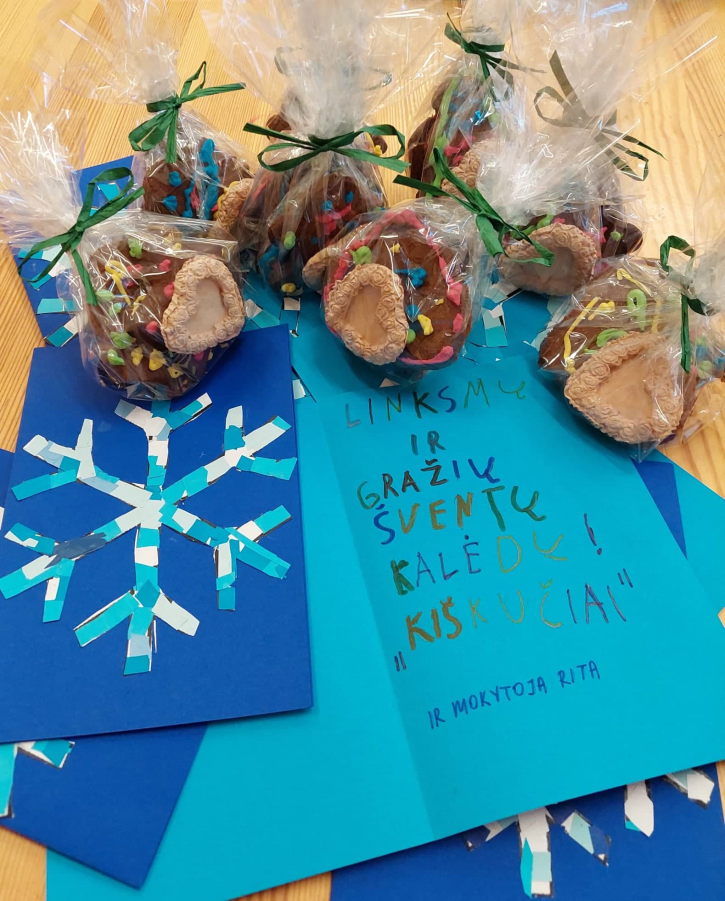 LINKSMŲ
IR
GRAŽIŲ
ŠVENTŲ
KALĖDŲ!
„KIŠKUČIAI"
IR MOKYTOJA RITA